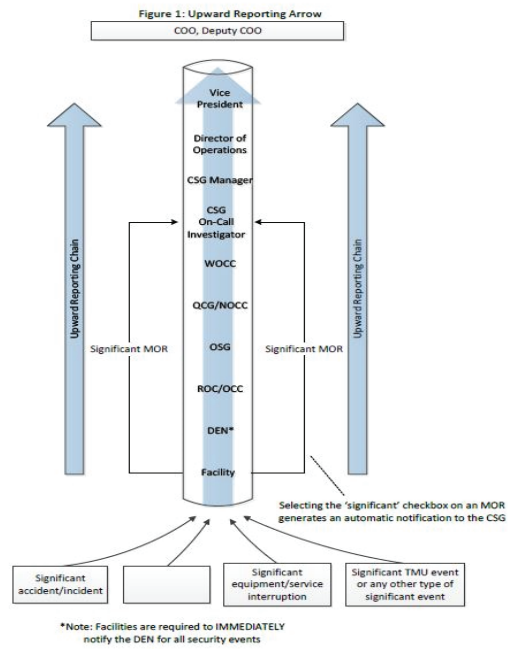 Figure 1: Upward Reporting Arrow
COO, Deputy COO
Vice
President
Director of
Operations
CSG Manager
CSG
On-Call
Investigator
WOCC
QCG/NOCC
OSG
ROC/OCC
DEN*
Facility
Upward Reporting Chain
Significant MOR
Significant MOR
Upward Reporting Chain
Selecting the ‘significant’ checkbox on an MOR
generates an automatic notification to the CSG
Significant
accident/incident
Significant
equipment/service
interruption
Significant TMU event
or any other type of
significant event
*Note: Facilities are required to IMMEDIATELY
notify the DEN for all security events